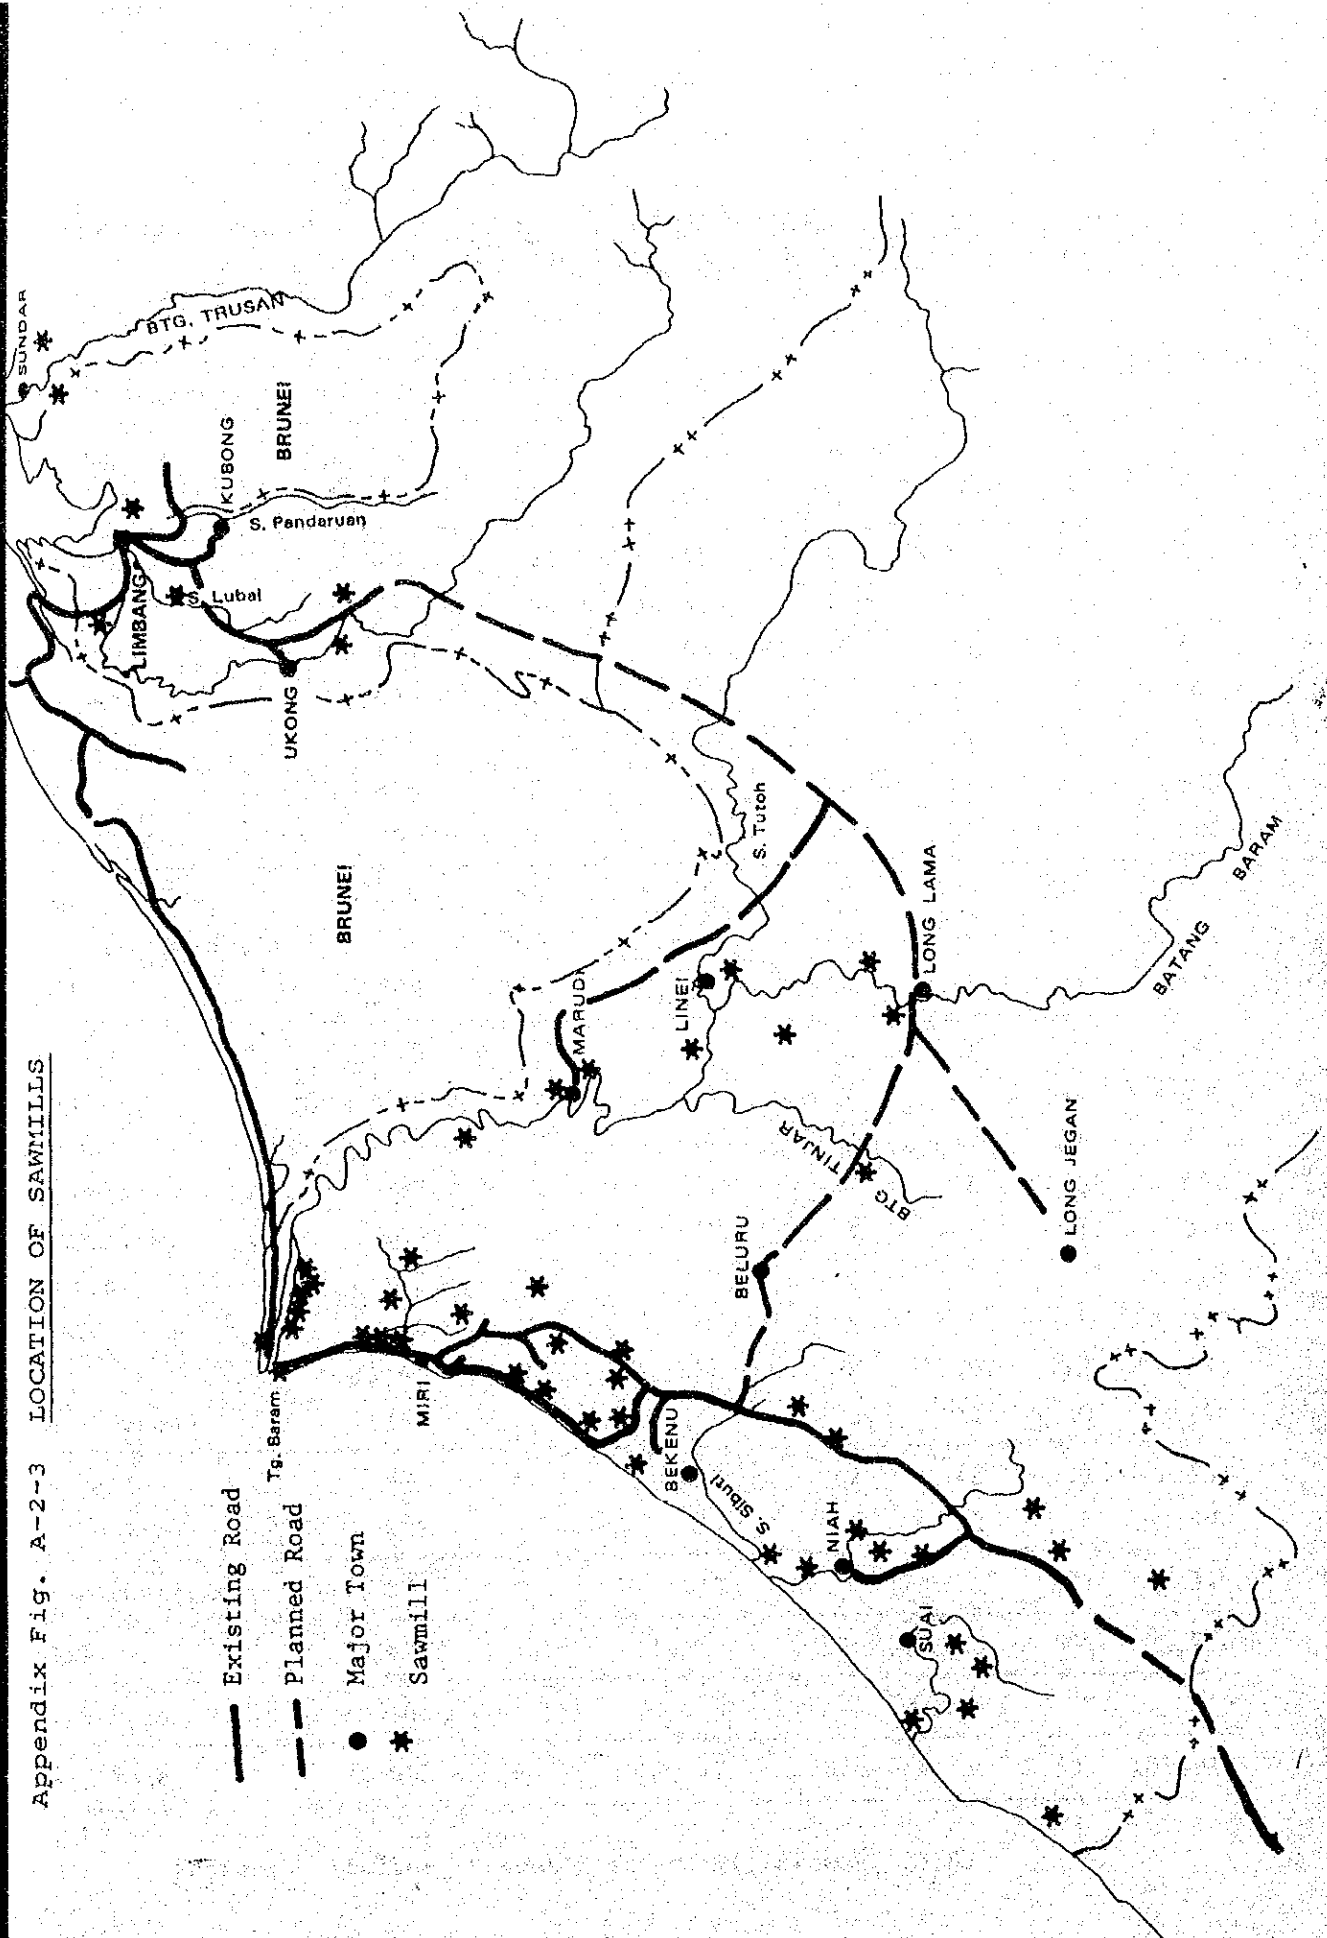 Appendix Fig. A-2-3 LOCATION OF SAWMILLS
Existing Road
Planned Road
Major Town
Sawmill
SUNDAR
BTG. TRUSAN
BRUNEI
KUBONG
S. Pandaruan
LIMBANG
S. Lubai
UKONG
BRUNEI
S. Tutoh
MARUDI
LINEI
LONG LAMA
BATANG BARAM
BTG TINJAR
LONG JEGAN
BELURU
Tg. Baram
MIRI
BEKENU
S. Sibuti
NIAH
SUAI